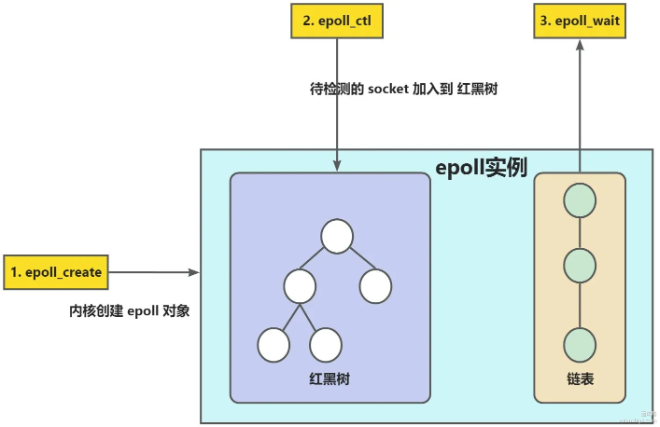 2. epoll_ctl
3. epoll_wait
待检测的 socket 加入到 红黑树
epoll实例
1. epoll_create
内核创建 epoll 对象
红黑树
链表